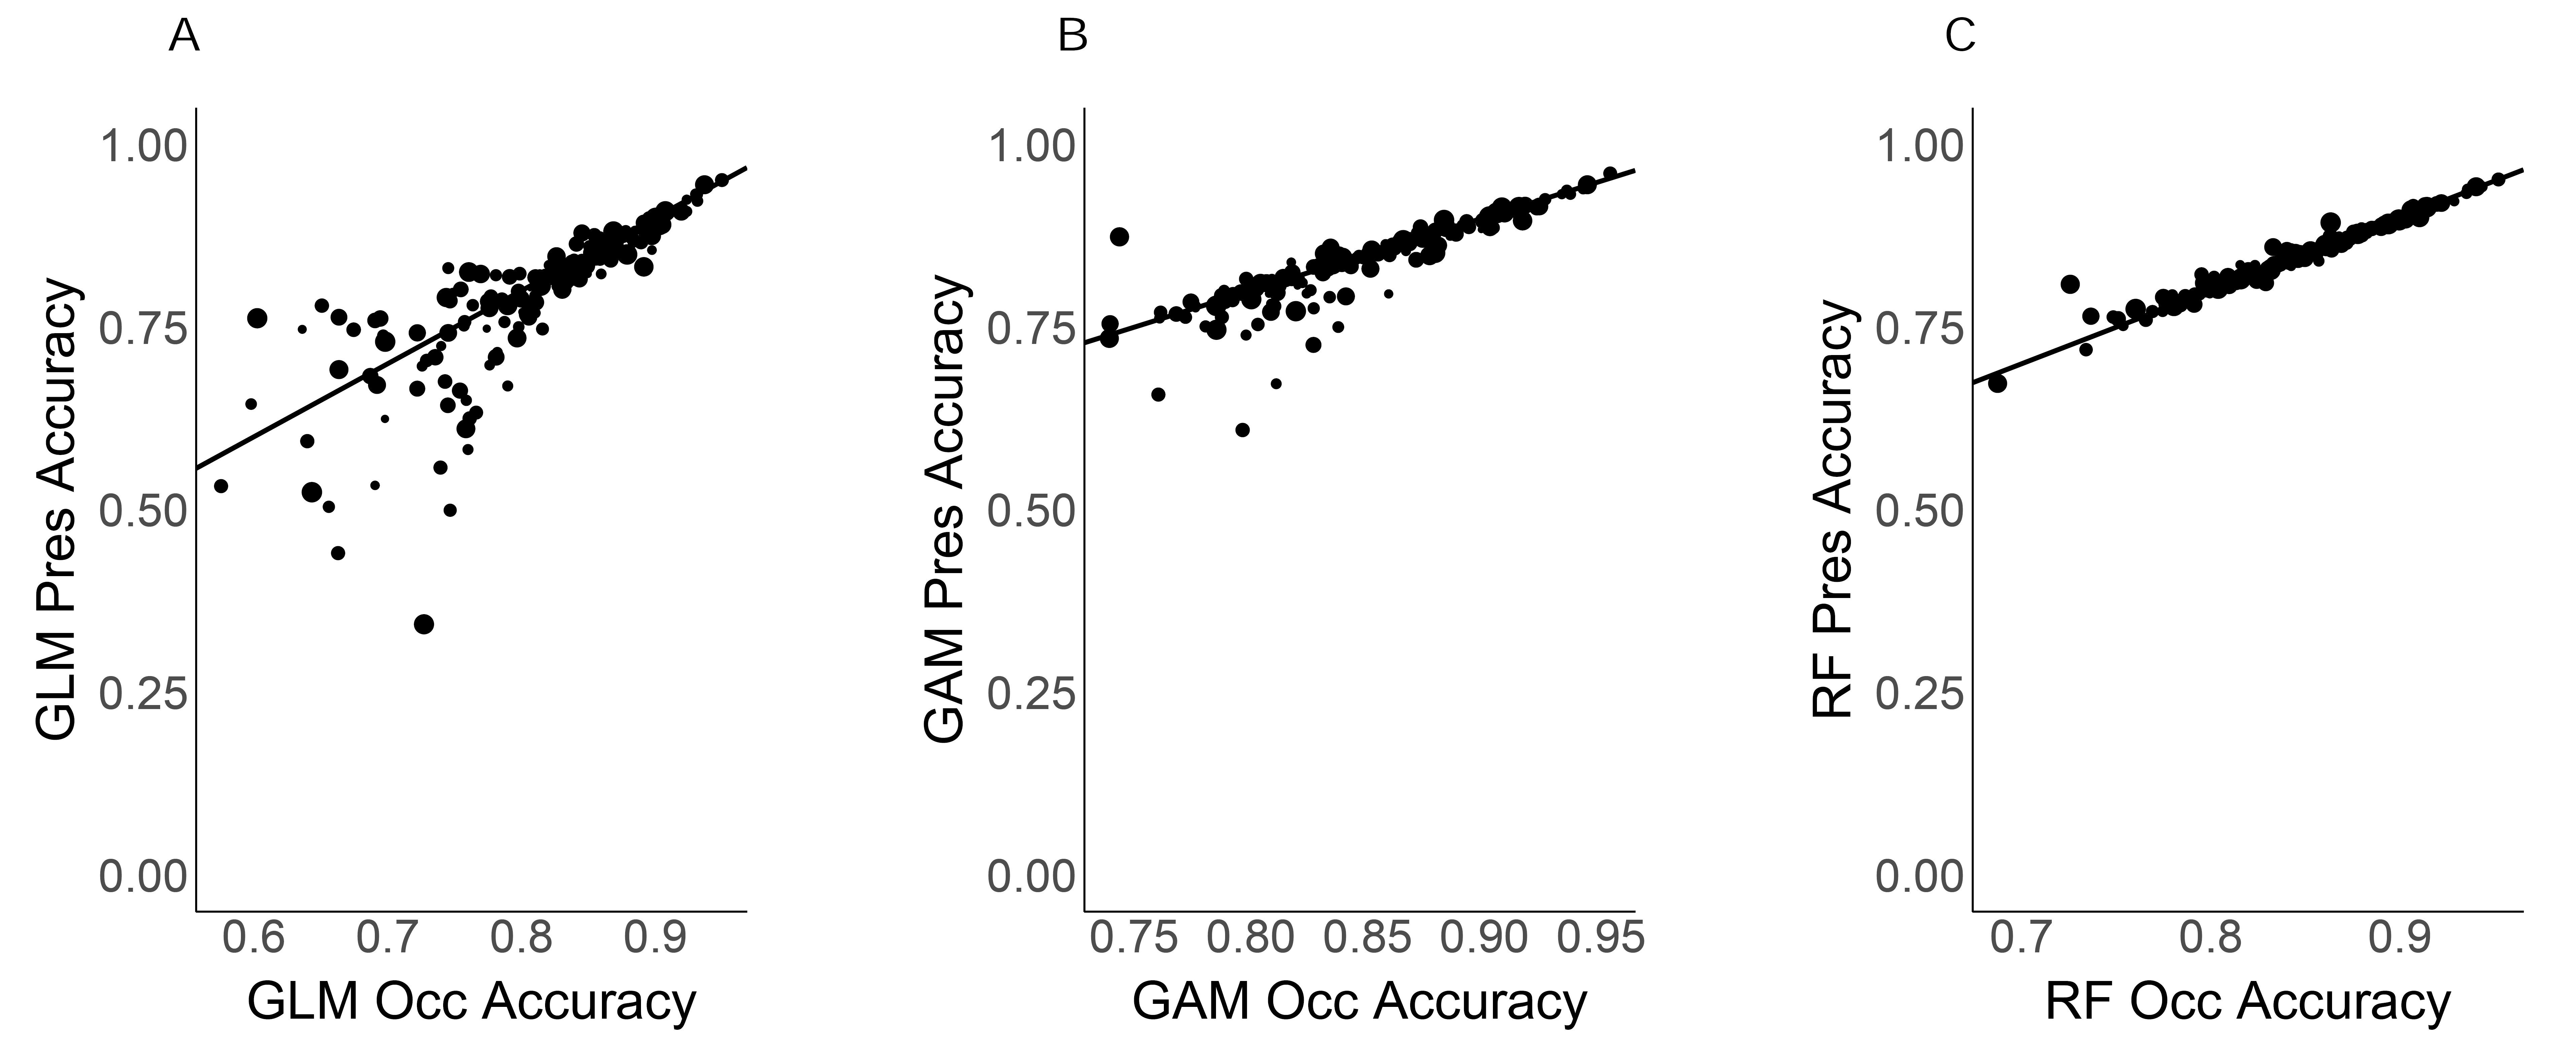 A
GLM Pres Accuracy
1.00
0.75
0.50
0.25
0.00
0.6 0.7 0.8 0.9
GLM Occ Accuracy
B
GAM Pres Accuracy
1.00
0.75
0.50
0.25
0.00
0.75 0.80 0.85 0.90 0.95
GAM Occ Accuracy
C
RF Pres Accuracy
1.00
0.75
0.50
0.25
0.00
0.7 0.8 0.9
RF Occ Accuracy